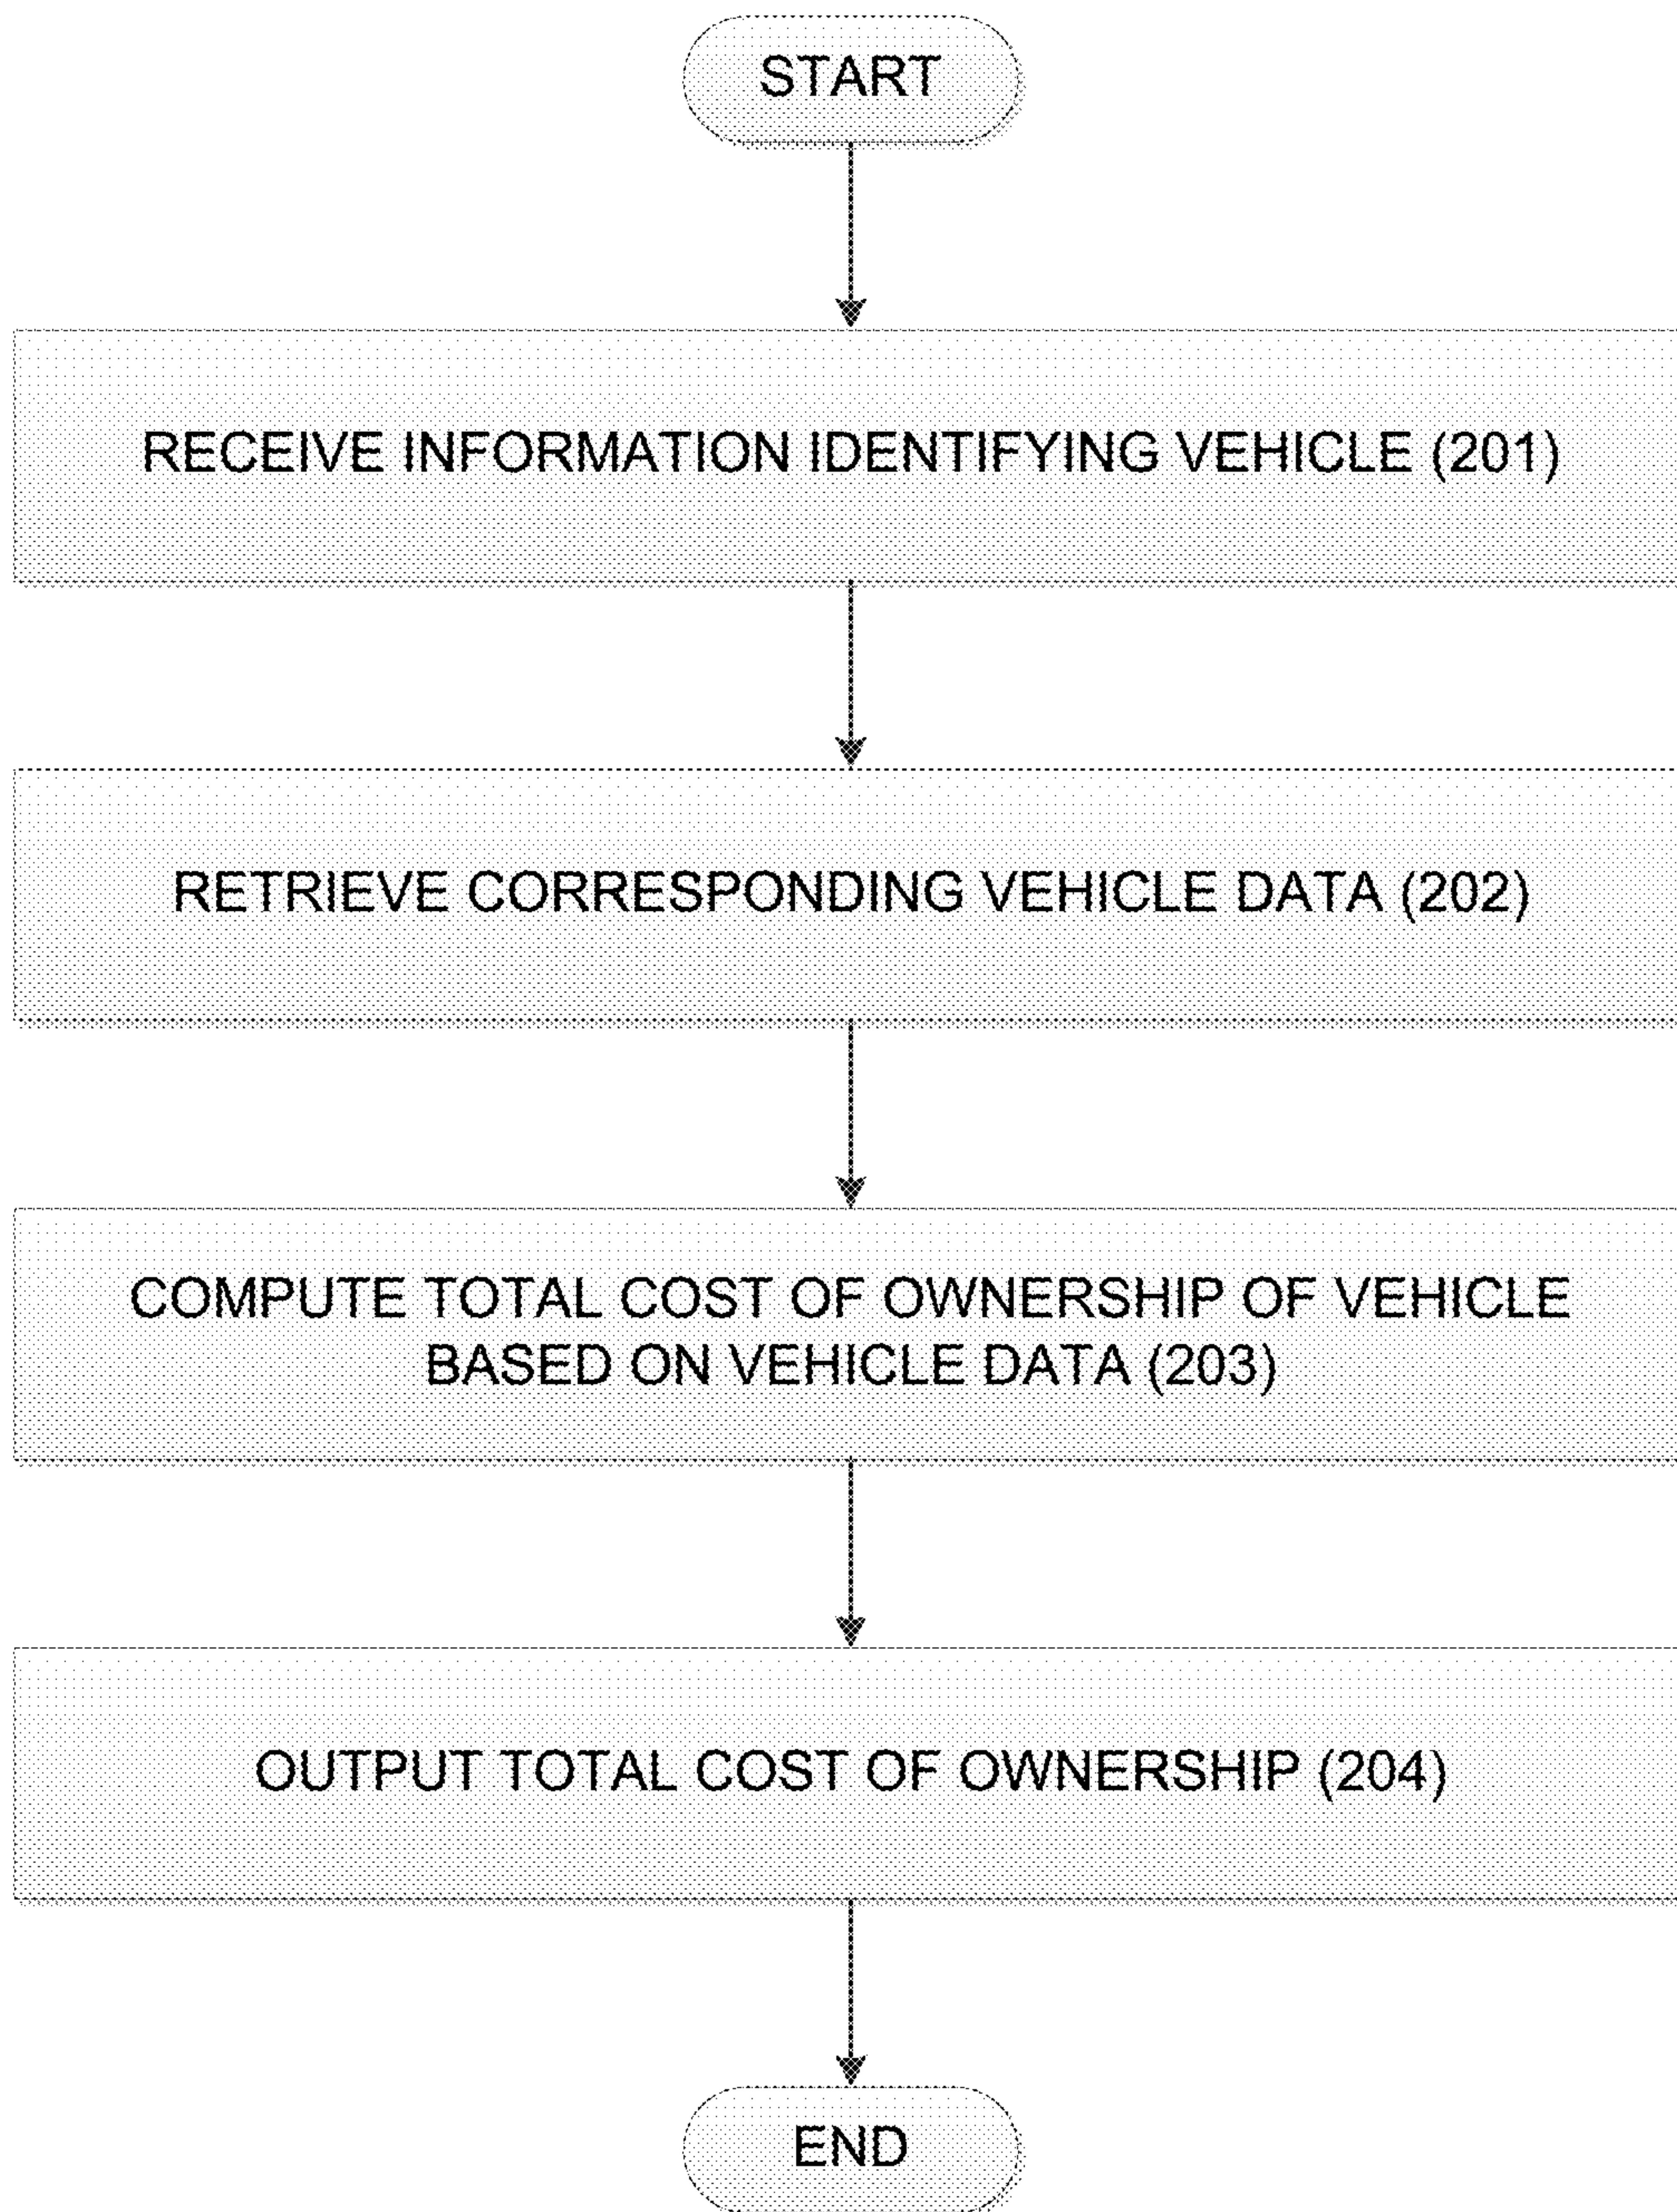 START
RECEIVE INFORMATION IDENTIFYING VEHICLE (201)
RETRIEVE CORRESPONDING VEHICLE DATA (202)
COMPUTE TOTAL COST OF OWNERSHIP OF VEHICLE
BASED ON VEHICLE DATA (203)
OUTPUT TOTAL COST OF OWNERSHIP (204)
END